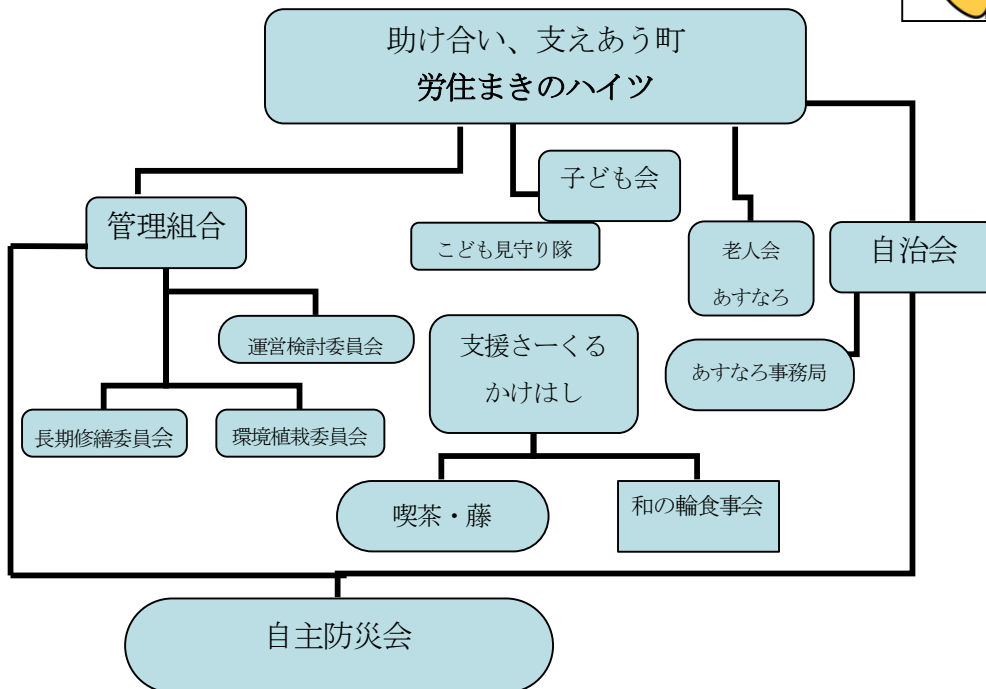 助け合い、支えあう町
労住まきのハイツ
子ども会
管理組合
こども見守り隊
老人会
あすなろ
自治会
運営検討委員会
支援さーくる
かけはし
あすなろ事務局
長期修繕委員会
環境植栽委員会
喫茶・藤
和の輪食事会
自主防災会